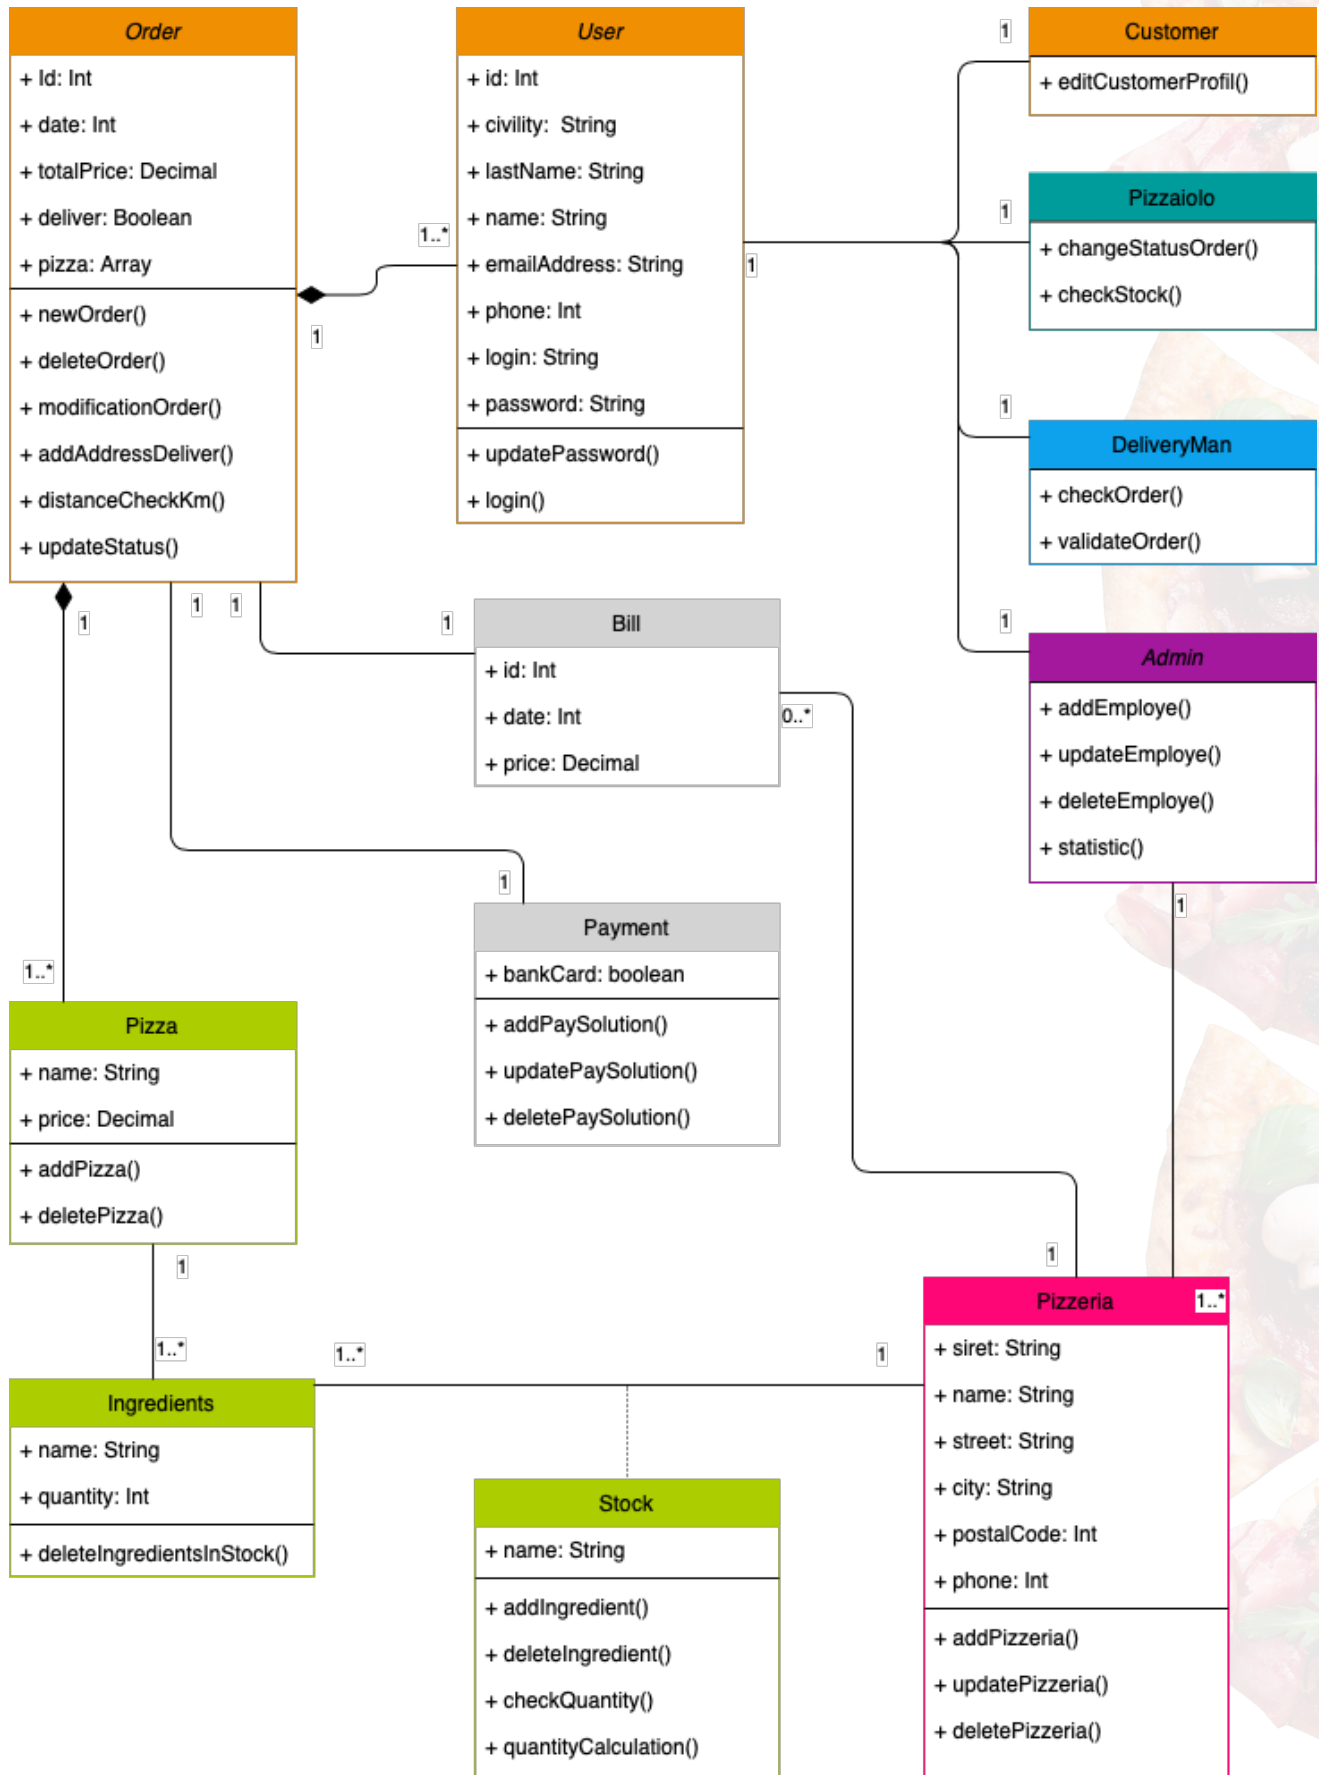 Order
+ Id: Int
+ date: Int
+ totalPrice: Decimal
+ deliver: Boolean
+ pizza: Array
+ newOrder()
+ deleteOrder()
+ modificationOrder()
+ addAddressDeliver()
+ distanceCheckKm()
+ updateStatus()
1..*
1
User
+ id: Int
+ civility: String
+ lastName: String
+ name: String
+ emailAddress: String
+ phone: Int
+ login: String
+ password: String
+ updatePassword()
+ login()
1
1
Customer
+ editCustomerProfil()
1
Pizzaiolo
+ changeStatusOrder()
+ checkStock()
1
DeliveryMan
+ checkOrder()
+ validateOrder()
1
Admin
+ addEmploye()
+ updateEmploye()
+ deleteEmploye()
+ statistic()
1
1
1
1
1
Bill
+ id: Int
+ date: Int
+ price: Decimal
0..*
1
Payment
+ bankCard: boolean
+ addPaySolution()
+ updatePaySolution()
+ deletePaySolution()
1..*
Pizza
+ name: String
+ price: Decimal
+ addPizza()
+ deletePizza()
1
1..*
Ingredients
+ name: String
+ quantity: Int
+ deleteIngredientsInStock()
1..*
1
Stock
+ name: String
+ addIngredient()
+ deleteIngredient()
+ checkQuantity()
+ quantityCalculation()
1
Pizzeria
1..*
+ siret: String
+ name: String
+ street: String
+ city: String
+ postalCode: Int
+ phone: Int
+ addPizzeria()
+ updatePizzeria()
+ deletePizzeria()